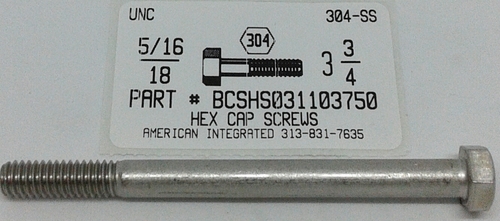 UNC 304-SS
5/16
18
304
3 3/4
PART # BCSHS031103750
HEX CAP SCREWS
AMERICAN INTEGRATED 313-831-7635